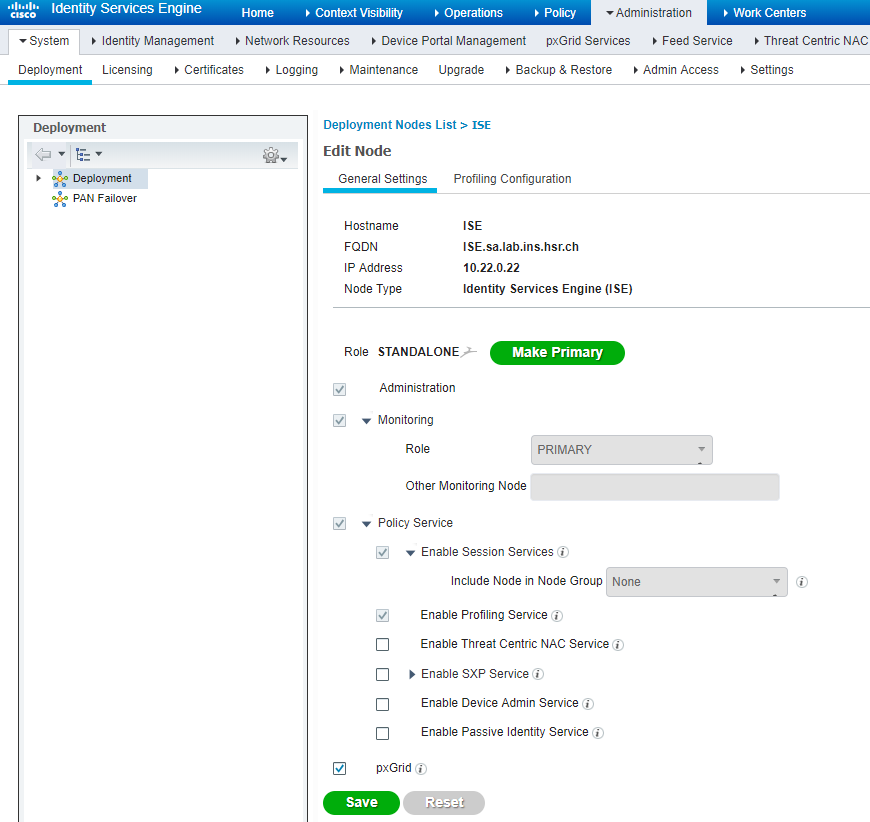 cisco Identity Services Engine Home Context Visibility Operations Policy Administration Work Centers
System Identity Management Network Resources Device Portal Management pxGrid Services Feed Service Threat Centric NAC
Deployment Licensing Certificates Logging Maintenance Upgrade Backup & Restore Admin Access Settings
Deployment
Deployment
PAN Failover
Deployment Nodes List > ISE
Edit Node
General Settings Profiling Configuration
Hostname ISE
FQDN ISE.sa.lab.ins.hsr.ch
IP Address 10.22.0.22
Node Type Identity Services Engine (ISE)
Role STANDALONE Make Primary
Administration
Monitoring
Role PRIMARY
Other Monitoring Node
Policy Service
Enable Session Services
Include Node in Node Group None
Enable Profiling Service
Enable Threat Centric NAC Service
Enable SXP Service
Enable Device Admin Service
Enable Passive Identity Service
pxGrid
Save Reset